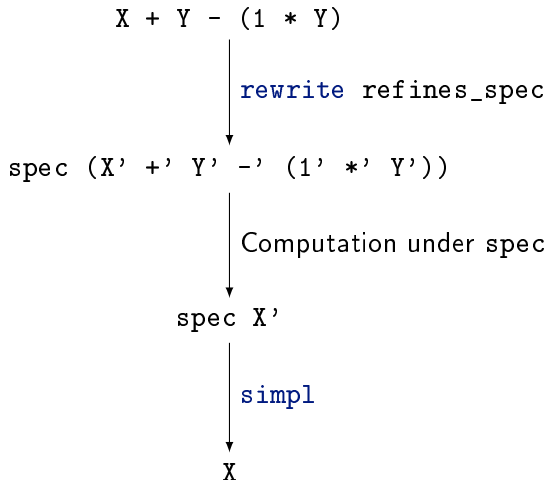 X + Y - (1 * Y)
rewrite refines_spec
spec (X' +' Y' -' (1' *' Y'))
Computation under spec
spec X'
simpl
X